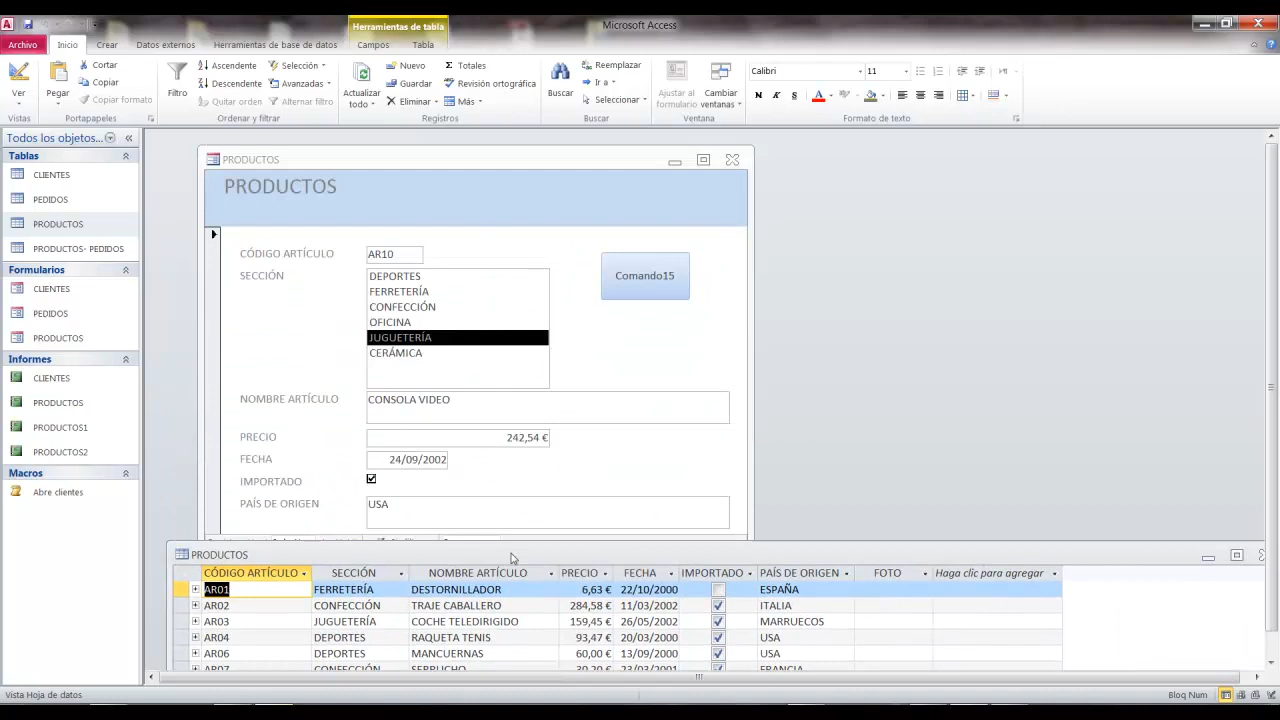 Herramientas de tabla
Microsoft Access
Archivo Inicio Crear Datos externos Herramientas de base de datos Campos Tabla
Ver
Vistas
Pegar
Cortar
Copiar
Copiar formato
Portapapeles
Filtro
Ascendente
Descendente
Quitar orden
Selección
Avanzadas
Alternar filtro
Ordenar y filtrar
Actualizar
todo
Nuevo
Guardar
Eliminar
Totales
Revisión ortográfica
Más
Registros
Buscar
Reemplazar
Ir a
Seleccionar
Buscar
Ajustar al
formulario
Cambiar
ventanas
Ventana
Calibri 11
N K S A
Formato de texto
Todos los objetos...
Tablas
CLIENTES
PEDIDOS
PRODUCTOS
PRODUCTOS- PEDIDOS
Formularios
CLIENTES
PEDIDOS
PRODUCTOS
Informes
CLIENTES
PRODUCTOS
PRODUCTOS1
PRODUCTOS2
Macros
Abre clientes
PRODUCTOS
PRODUCTOS
CÓDIGO ARTÍCULO AR10
Comando15
SECCIÓN
DEPORTES
FERRETERÍA
CONFECCIÓN
OFICINA
JUGUETERÍA
CERÁMICA
NOMBRE ARTÍCULO CONSOLA VIDEO
PRECIO 242,54 €
FECHA 24/09/2002
IMPORTADO
PAÍS DE ORIGEN USA
PRODUCTOS
CÓDIGO ARTÍCULO SECCIÓN NOMBRE ARTÍCULO PRECIO FECHA IMPORTADO PAÍS DE ORIGEN FOTO Haga clic para agregar
AR01 FERRETERÍA DESTORNILLADOR 6,63 € 22/10/2000 ESPAÑA
AR02 CONFECCIÓN TRAJE CABALLERO 284,58 € 11/03/2002 ITALIA
AR03 JUGUETERÍA COCHE TELEDIRIGIDO 159,45 € 26/05/2002 MARRUECOS
AR04 DEPORTES RAQUETA TENIS 93,47 € 20/03/2000 USA
AR06 DEPORTES MANCUERNAS 60,00 € 13/09/2000 USA
AR07 CONFECCIÓN SERRUCHO 30,20 € 23/03/2001 FRANCIA
Vista Hoja de datos
Bloq Num